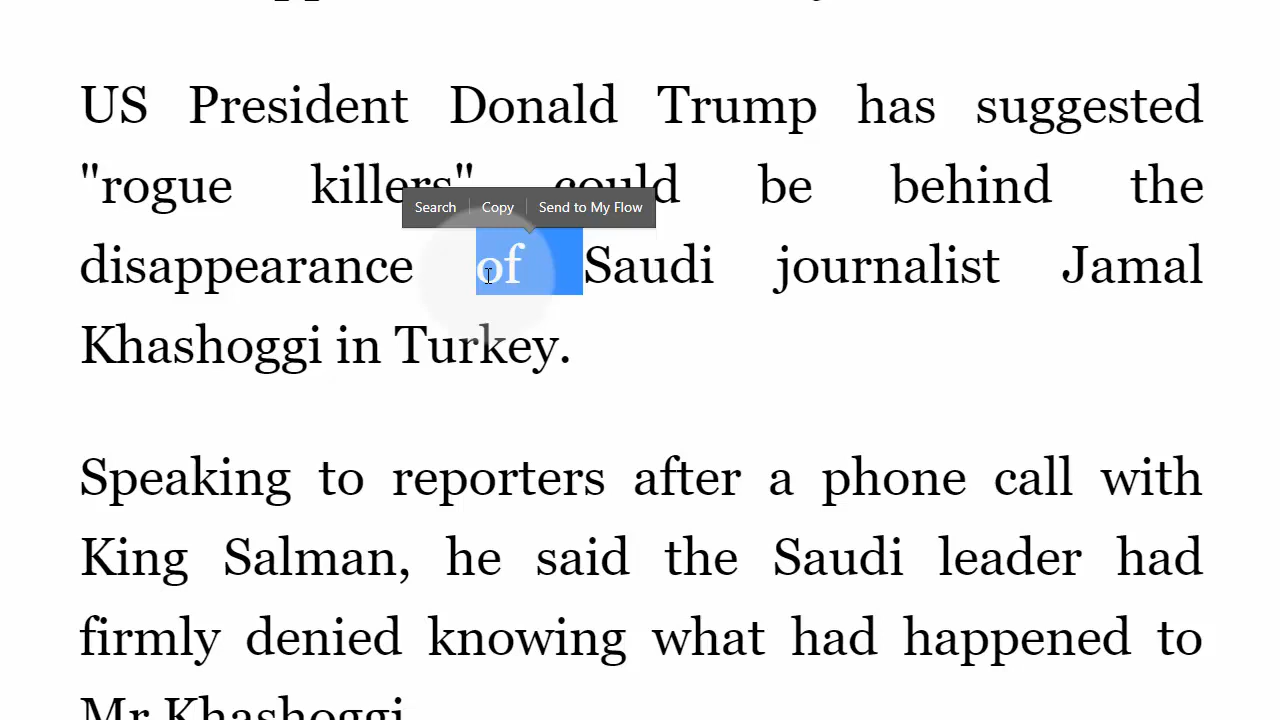 US President Donald Trump has suggested
"rogue killers" could be behind the
Search Copy Send to My Flow
disappearance of Saudi journalist Jamal
Khashoggi in Turkey.
Speaking to reporters after a phone call with
King Salman, he said the Saudi leader had
firmly denied knowing what had happened to
Mr Khashoggi.